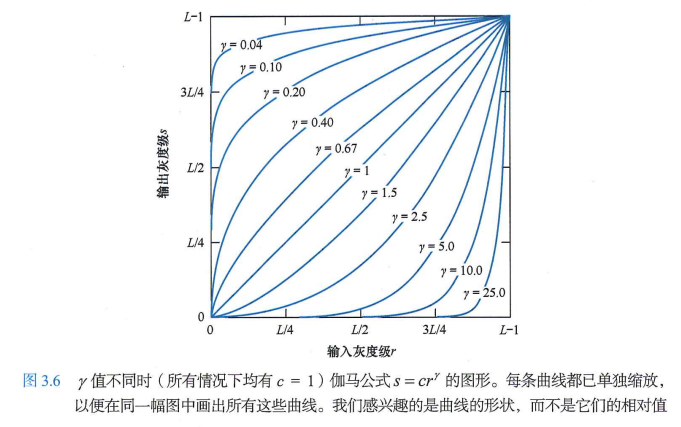 L−1
γ = 0.04
γ = 0.10
3L/4
γ = 0.20
γ = 0.40
输出灰度级s
γ = 0.67
L/2
γ = 1
γ = 1.5
γ = 2.5
L/4
γ = 5.0
γ = 10.0
γ = 25.0
0
0
L/4
L/2
3L/4
L−1
输入灰度级r
图 3.6 γ 值不同时（所有情况下均有 c = 1）伽马公式 s = crᵞ 的图形。每条曲线都已单独缩放，
以便在同一幅图中画出所有这些曲线。我们感兴趣的是曲线的形状，而不是它们的相对值